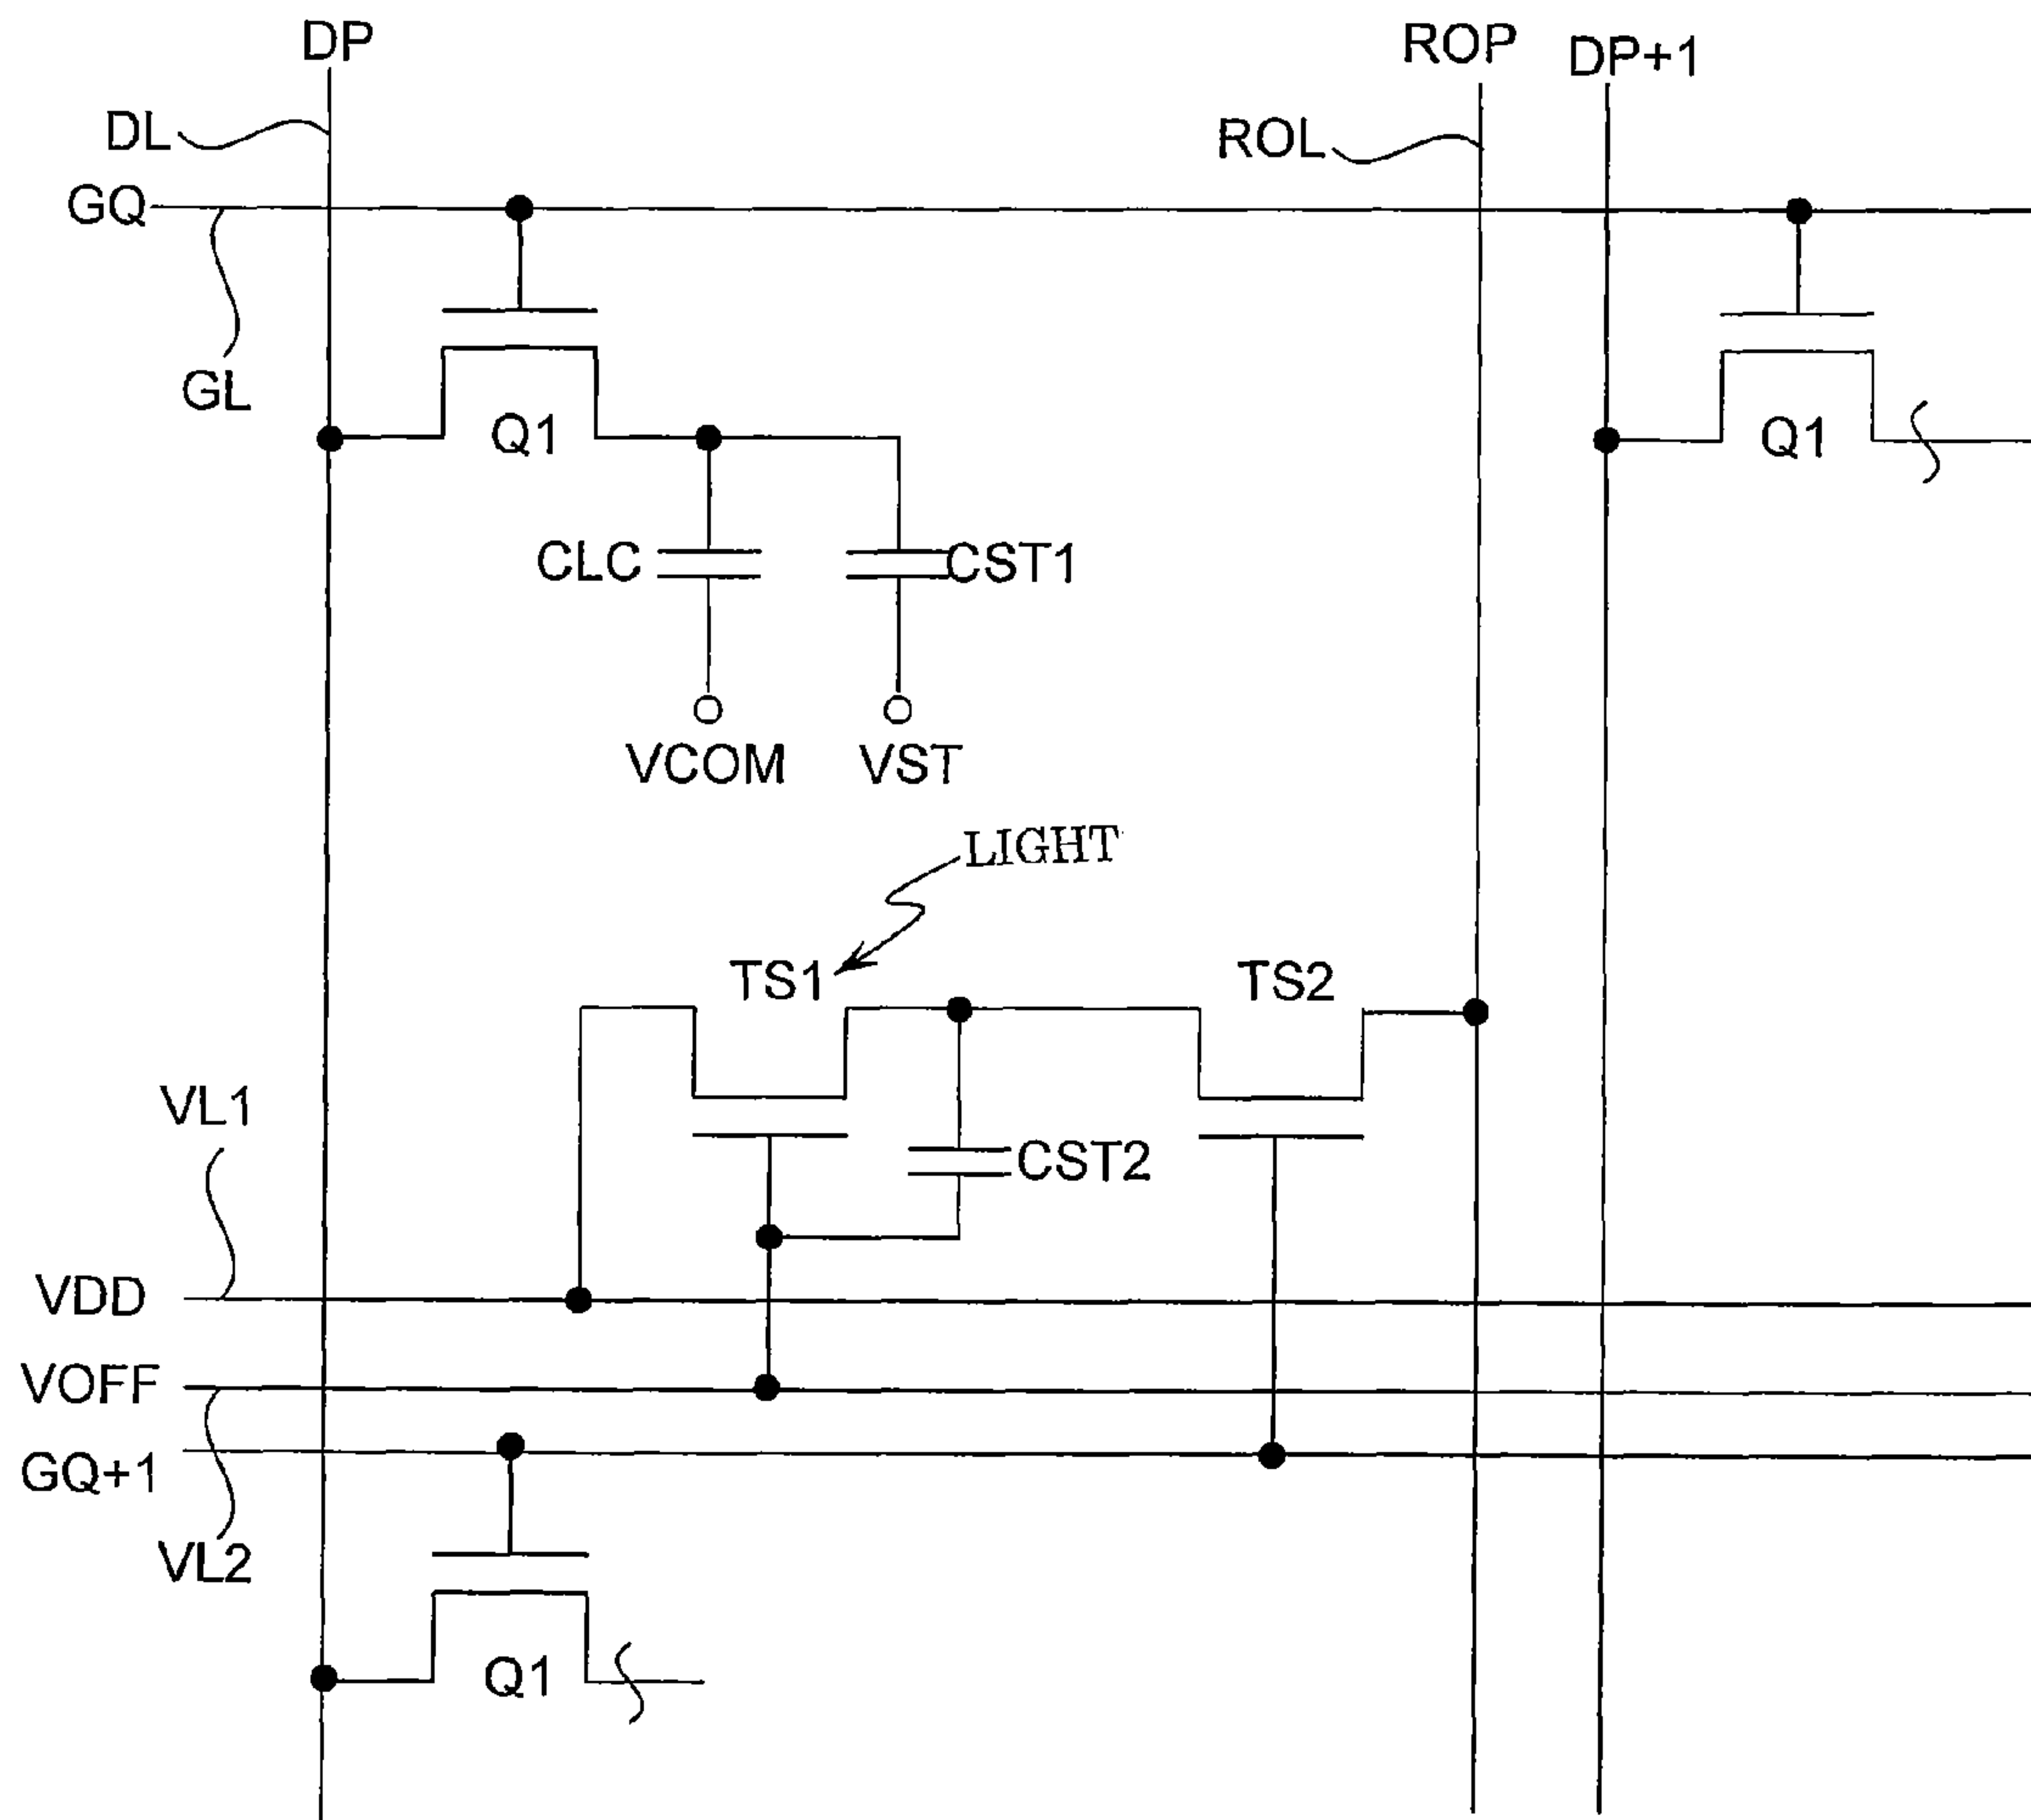 DP
ROP
DP+1
DL
ROL
GQ
GL
Q1
Q1
CLC
CST1
VCOM
VST
LIGHT
TS1
TS2
VL1
CST2
VDD
VOFF
GQ+1
VL2
Q1